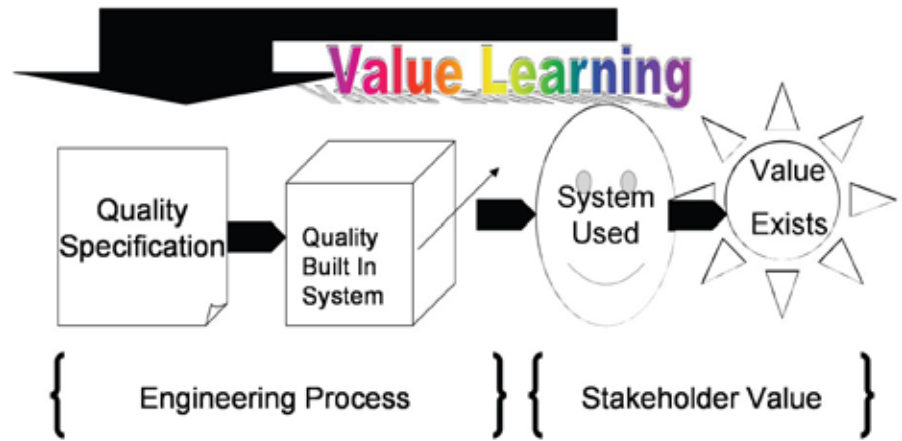 Value Learning
Quality
Specification
Quality
Built In
System
System
Used
Value
Exists
{ Engineering Process }
{ Stakeholder Value }